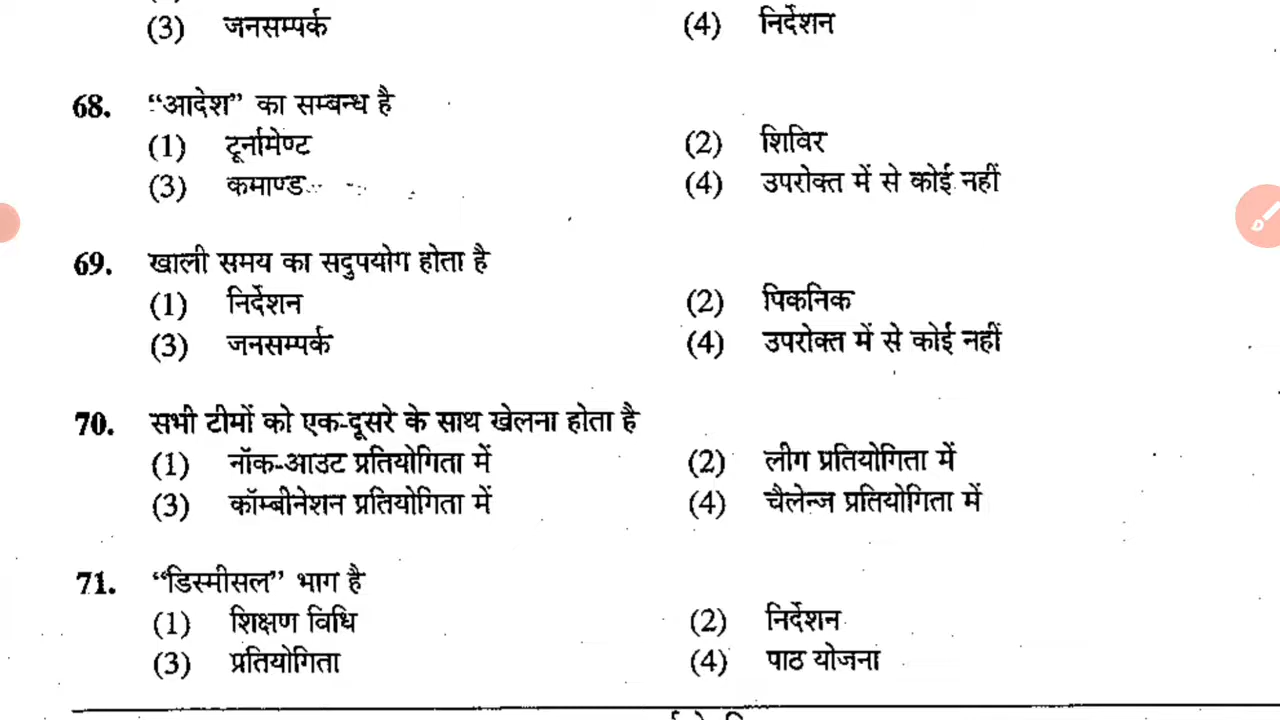 (3) जनसम्पर्क (4) निर्देशन
68. “आदेश” का सम्बन्ध है
(1) टूर्नामेण्ट (2) शिविर
(3) कमाण्ड (4) उपरोक्त में से कोई नहीं
69. खाली समय का सदुपयोग होता है
(1) निर्देशन (2) पिकनिक
(3) जनसम्पर्क (4) उपरोक्त में से कोई नहीं
70. सभी टीमों को एक-दूसरे के साथ खेलना होता है
(1) नॉक-आउट प्रतियोगिता में (2) लीग प्रतियोगिता में
(3) कॉम्बीनेशन प्रतियोगिता में (4) चैलेन्ज प्रतियोगिता में
71. “डिस्मीसल” भाग है
(1) शिक्षण विधि (2) निर्देशन
(3) प्रतियोगिता (4) पाठ योजना